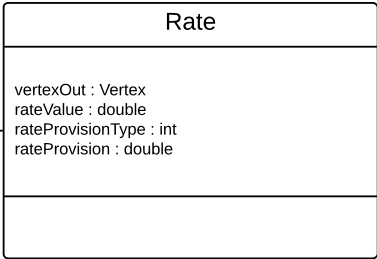 Rate
vertexOut : Vertex
rateValue : double
rateProvisionType : int
rateProvision : double